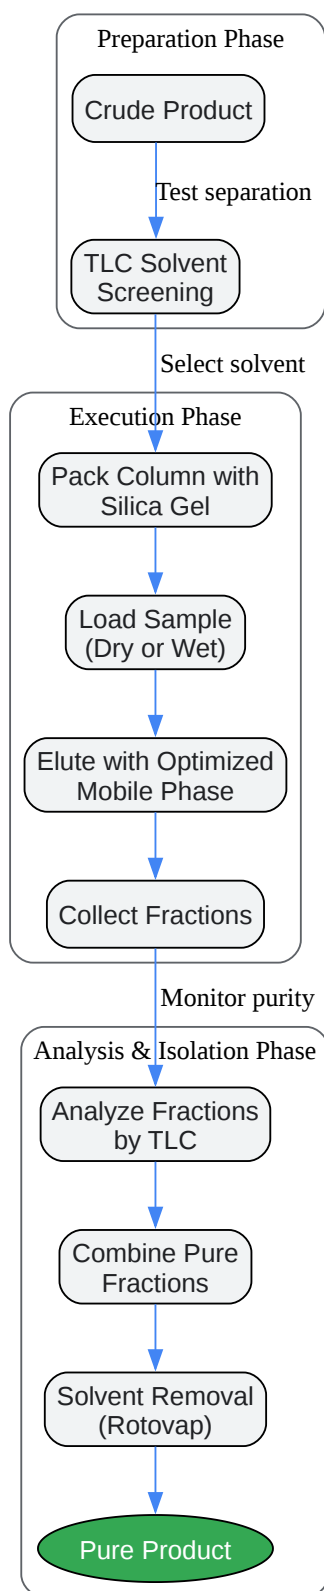 Preparation Phase
Crude Product
Test separation
TLC Solvent
Screening
Select solvent
Execution Phase
Pack Column with
Silica Gel
Load Sample
(Dry or Wet)
Elute with Optimized
Mobile Phase
Collect Fractions
Monitor purity
Analysis & Isolation Phase
Analyze Fractions
by TLC
Combine Pure
Fractions
Solvent Removal
(Rotovap)
Pure Product